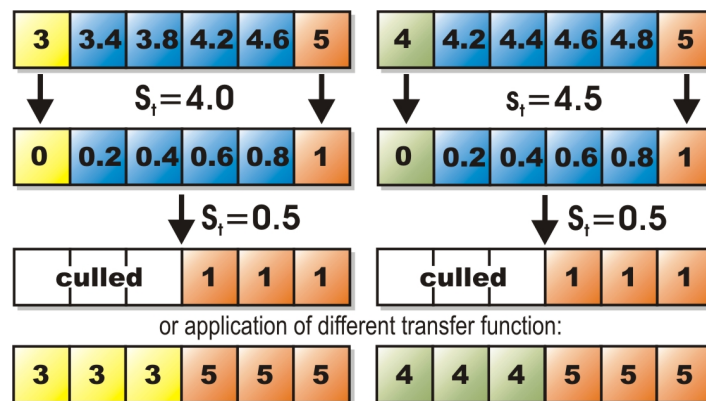 3 3.4 3.8 4.2 4.6 5 4 4.2 4.4 4.6 4.8 5
Sₜ=4.0 sₜ=4.5
0 0.2 0.4 0.6 0.8 1 0 0.2 0.4 0.6 0.8 1
Sₜ=0.5 Sₜ=0.5
culled 1 1 1 culled 1 1 1
or application of different transfer function:
3 3 3 5 5 5 4 4 4 5 5 5